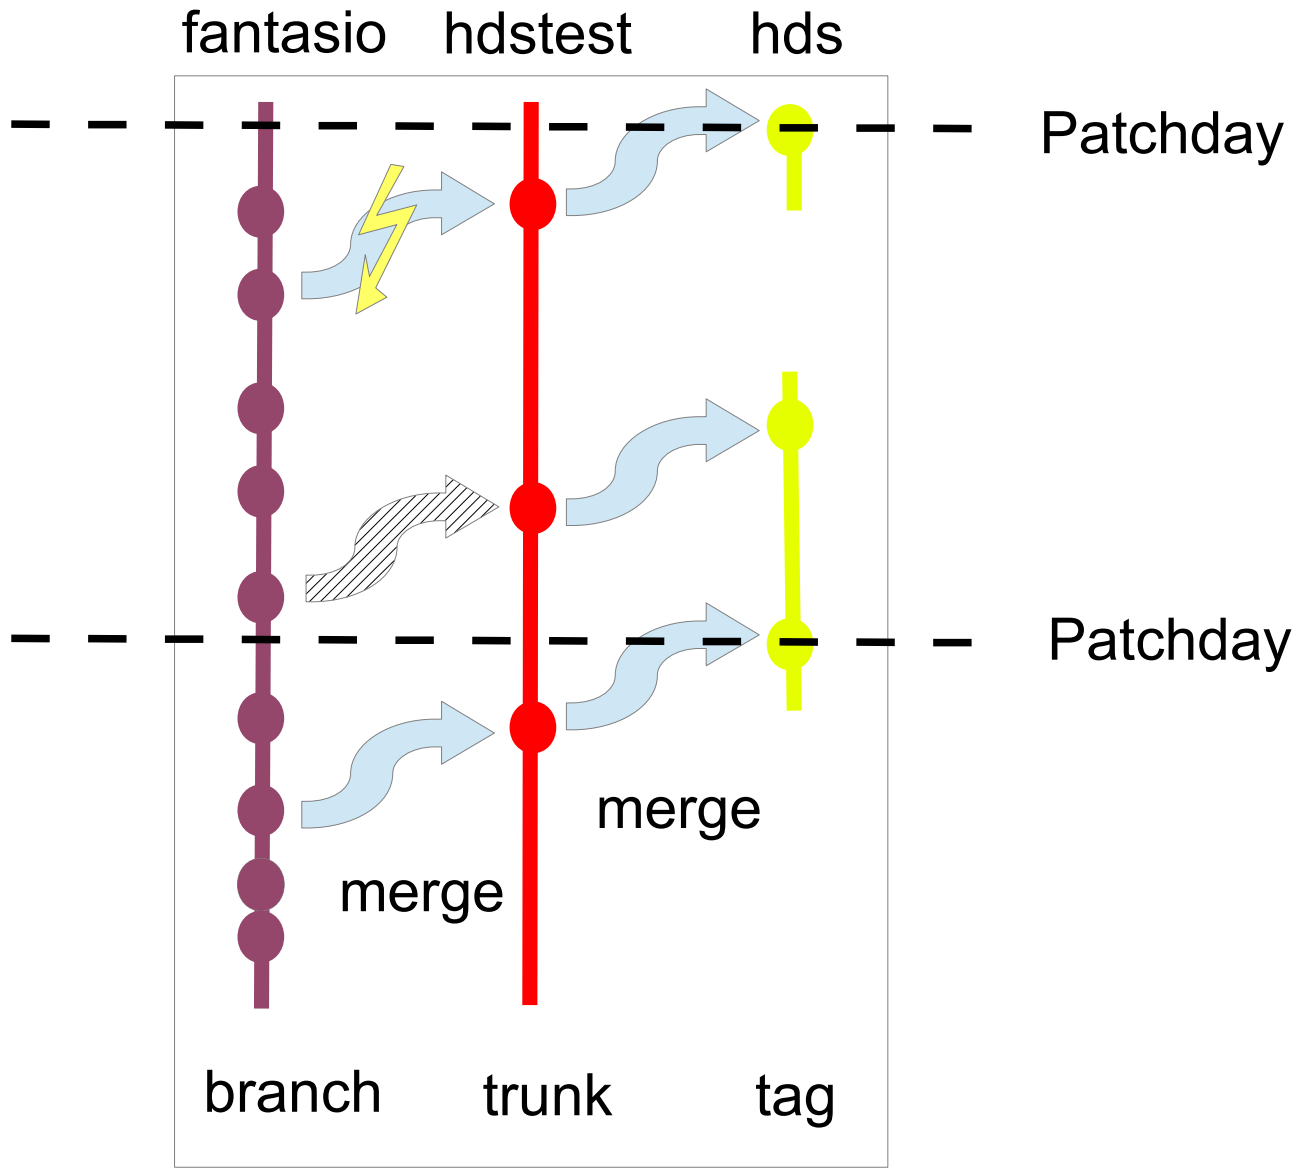 fantasio hdstest hds
Patchday
Patchday
merge
merge
branch trunk tag